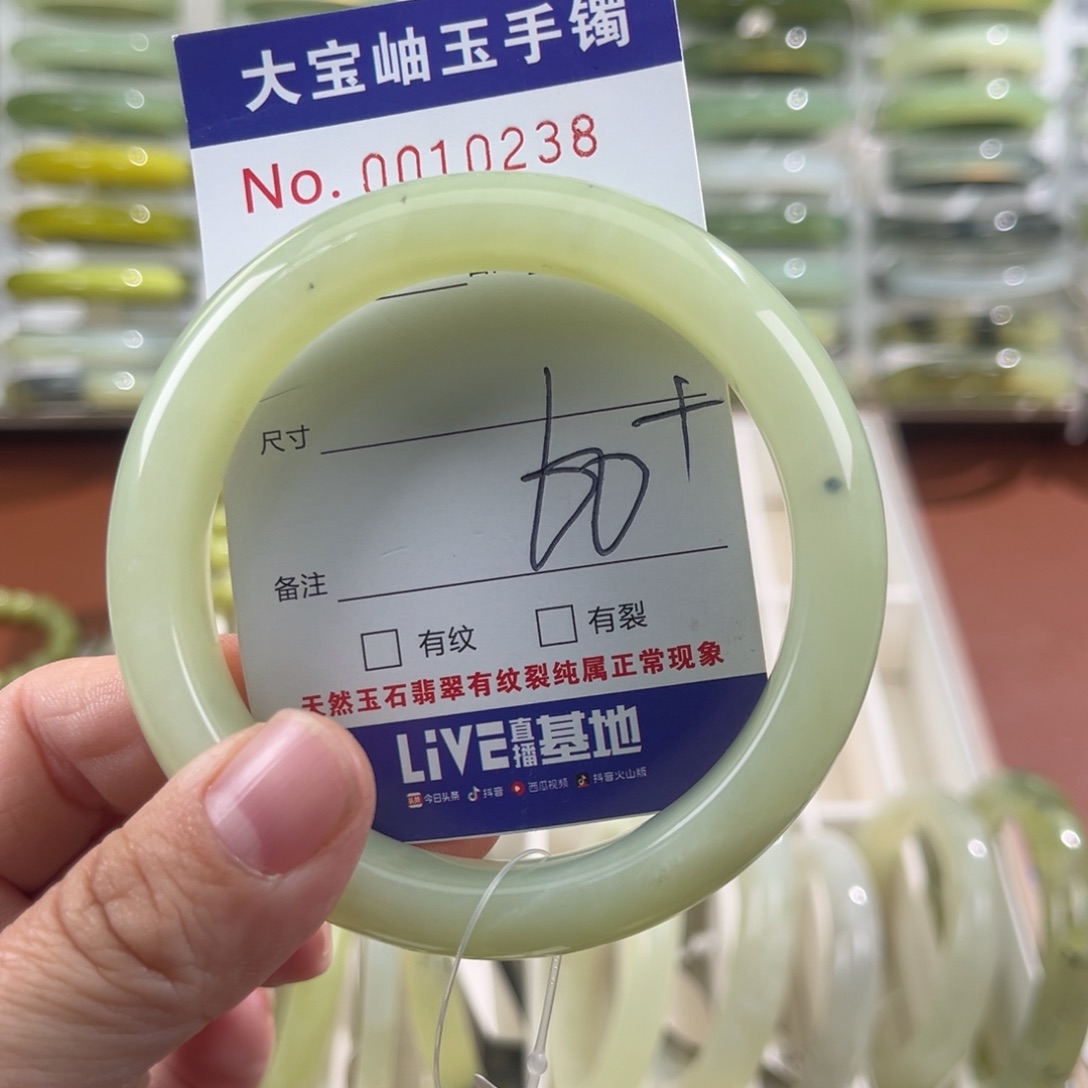 大宝岫玉手镯
No. 0010238
尺寸
备注
有纹 有裂
天然玉石翡翠有纹裂纯属正常现象
LiVE直播基地
今日头条 抖音 西瓜视频 抖音火山版